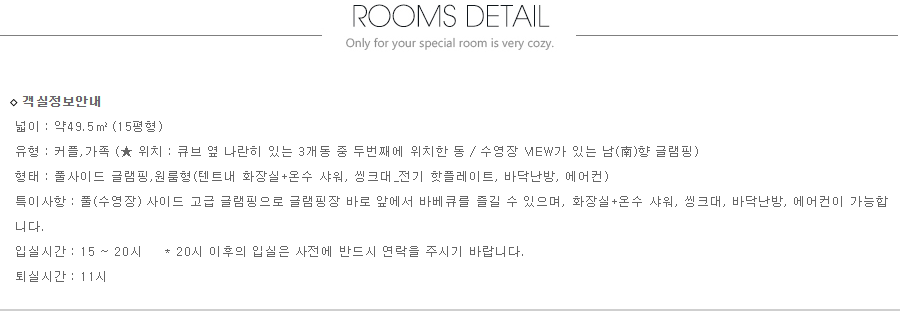 ROOMS DETAIL
Only for your special room is very cozy.
◇ 객실정보안내
넓이 : 약49.5㎡ (15평형)
유형 : 커플,가족 (★ 위치 : 큐브 옆 나란히 있는 3개동 중 두번째에 위치한 동 / 수영장 VIEW가 있는 남(南)향 글램핑)
형태 : 풀사이드 글램핑,원룸형(텐트내 화장실+온수 샤워, 씽크대_전기 핫플레이트, 바닥난방, 에어컨)
특이사항 : 풀(수영장) 사이드 고급 글램핑으로 글램핑장 바로 앞에서 바베큐를 즐길 수 있으며, 화장실+온수 샤워, 씽크대, 바닥난방, 에어컨이 가능합
니다.
입실시간 : 15 ~ 20시 * 20시 이후의 입실은 사전에 반드시 연락을 주시기 바랍니다.
퇴실시간 : 11시